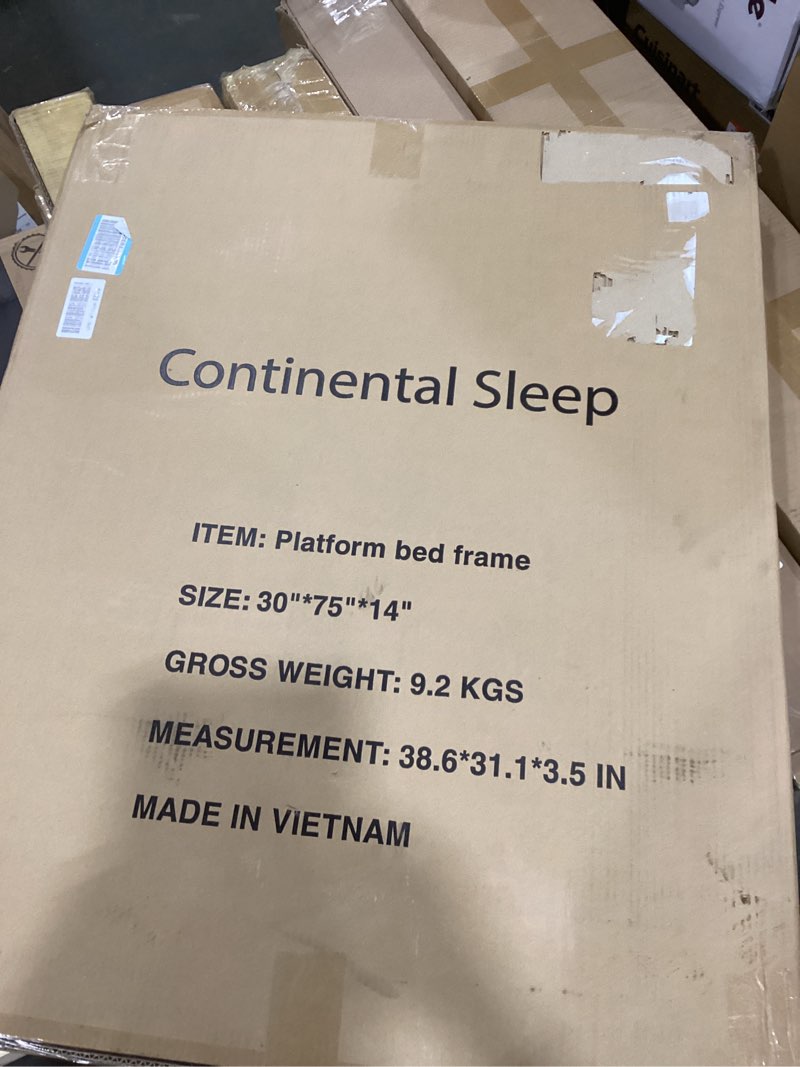 Cuisinart
Continental Sleep
ITEM: Platform bed frame
SIZE: 30"*75"*14"
GROSS WEIGHT: 9.2 KGS
MEASUREMENT: 38.6*31.1*3.5 IN
MADE IN VIETNAM